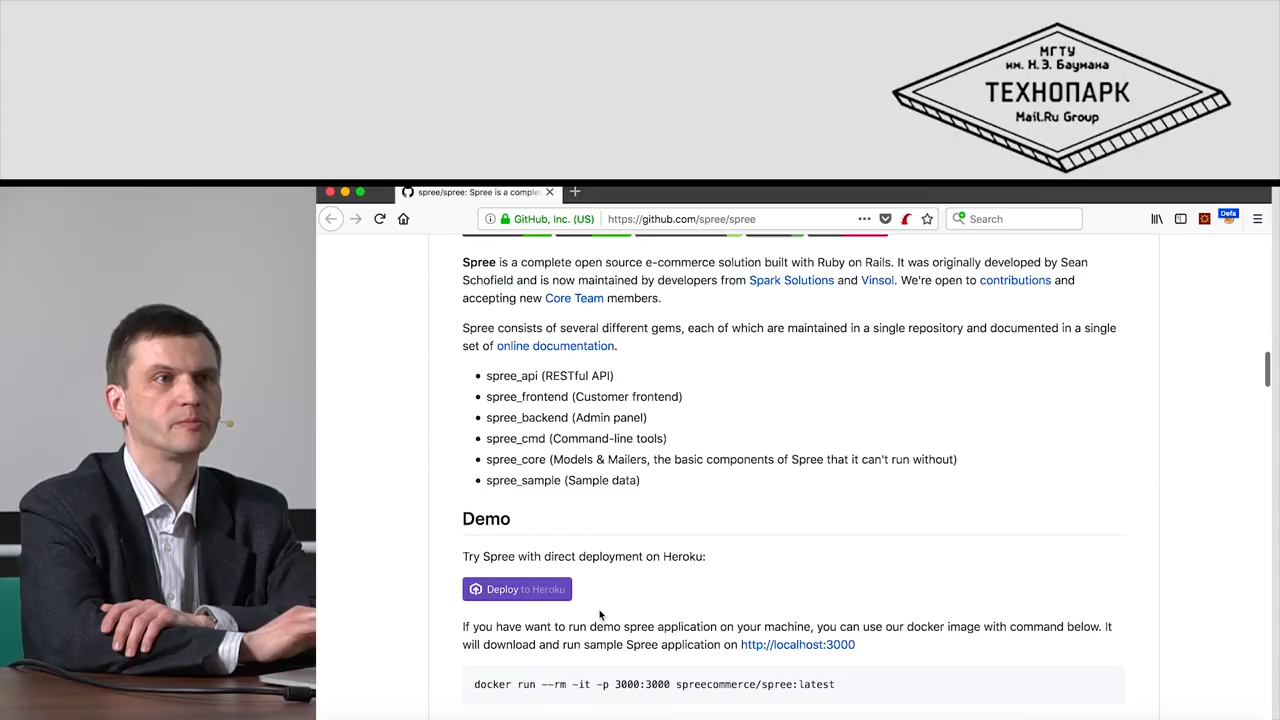 МГТУ
им. Н.Э. Баумана
ТЕХНОПАРК
Mail.Ru Group
spree/spree: Spree is a comple
GitHub, Inc. (US) https://github.com/spree/spree Search Defa
Spree is a complete open source e-commerce solution built with Ruby on Rails. It was originally developed by Sean
Schofield and is now maintained by developers from Spark Solutions and Vinsol. We're open to contributions and
accepting new Core Team members.
Spree consists of several different gems, each of which are maintained in a single repository and documented in a single
set of online documentation.
spree_api (RESTful API)
spree_frontend (Customer frontend)
spree_backend (Admin panel)
spree_cmd (Command-line tools)
spree_core (Models & Mailers, the basic components of Spree that it can't run without)
spree_sample (Sample data)
Demo
Try Spree with direct deployment on Heroku:
Deploy to Heroku
If you have want to run demo spree application on your machine, you can use our docker image with command below. It
will download and run sample Spree application on http://localhost:3000
docker run --rm -it -p 3000:3000 spreecommerce/spree:latest